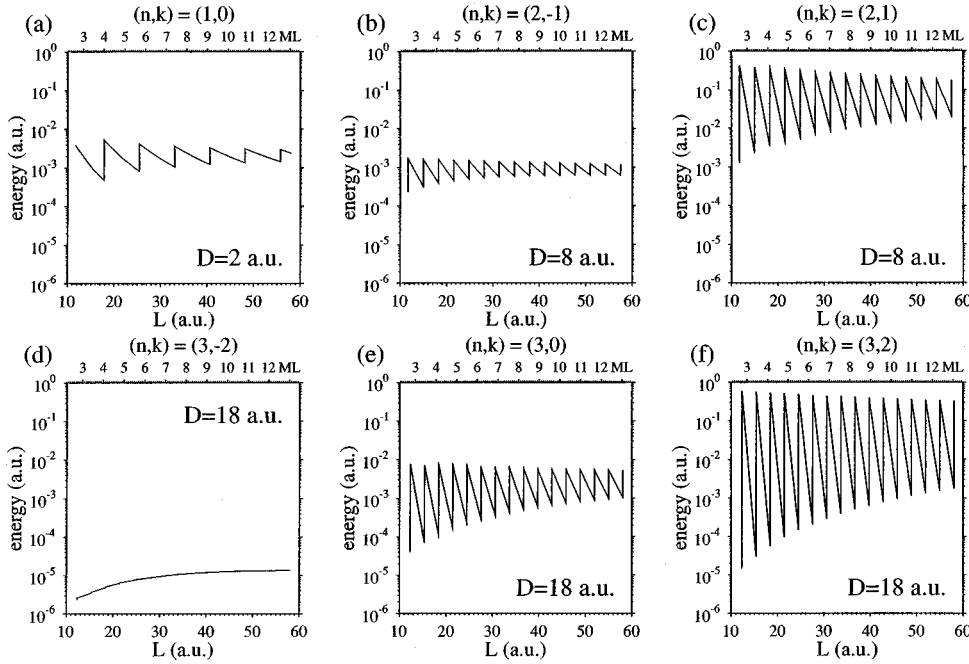 (a) (n,k) = (1,0)
3 4 5 6 7 8 9 10 11 12 ML
10^0
10^-1
10^-2
10^-3
10^-4
10^-5
10^-6
energy (a.u.)
D=2 a.u.
10 20 30 40 50 60
L (a.u.)
(b) (n,k) = (2,-1)
3 4 5 6 7 8 9 10 11 12 ML
10^0
10^-1
10^-2
10^-3
10^-4
10^-5
10^-6
energy (a.u.)
D=8 a.u.
10 20 30 40 50 60
L (a.u.)
(c) (n,k) = (2,1)
3 4 5 6 7 8 9 10 11 12 ML
10^0
10^-1
10^-2
10^-3
10^-4
10^-5
10^-6
energy (a.u.)
D=8 a.u.
10 20 30 40 50 60
L (a.u.)
(d) (n,k) = (3,-2)
3 4 5 6 7 8 9 10 11 12 ML
10^0
10^-1
10^-2
10^-3
10^-4
10^-5
10^-6
energy (a.u.)
D=18 a.u.
10 20 30 40 50 60
L (a.u.)
(e) (n,k) = (3,0)
3 4 5 6 7 8 9 10 11 12 ML
10^0
10^-1
10^-2
10^-3
10^-4
10^-5
10^-6
energy (a.u.)
D=18 a.u.
10 20 30 40 50 60
L (a.u.)
(f) (n,k) = (3,2)
3 4 5 6 7 8 9 10 11 12 ML
10^0
10^-1
10^-2
10^-3
10^-4
10^-5
10^-6
energy (a.u.)
D=18 a.u.
10 20 30 40 50 60
L (a.u.)